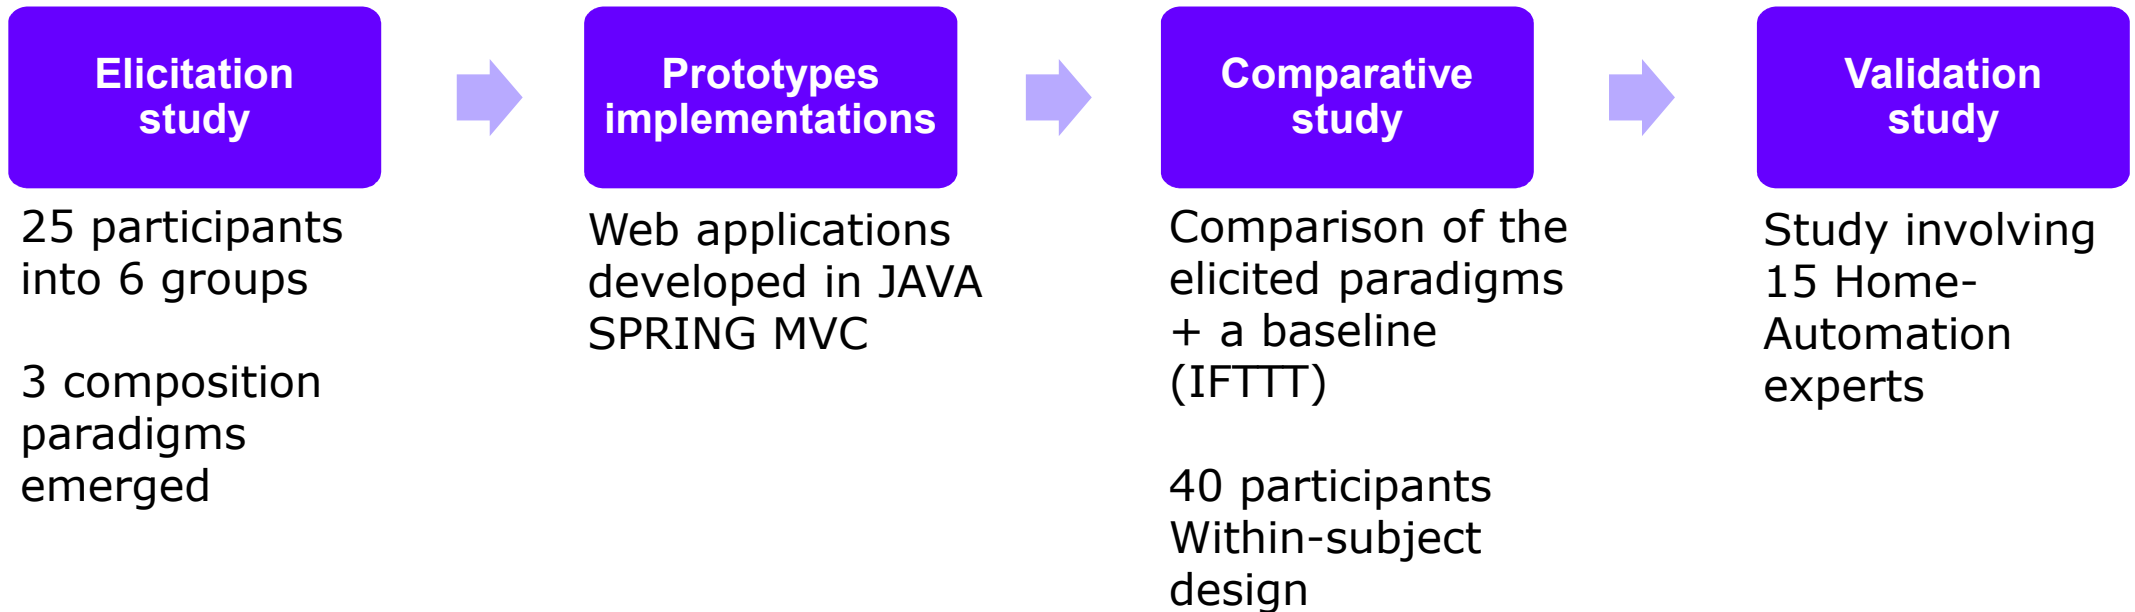 Elicitation
study
25 participants
into 6 groups
3 composition
paradigms
emerged
Prototypes
implementations
Web applications
developed in JAVA
SPRING MVC
Comparative
study
Comparison of the
elicited paradigms
+ a baseline
(IFTTT)
40 participants
Within-subject
design
Validation
study
Study involving
15 Home-
Automation
experts